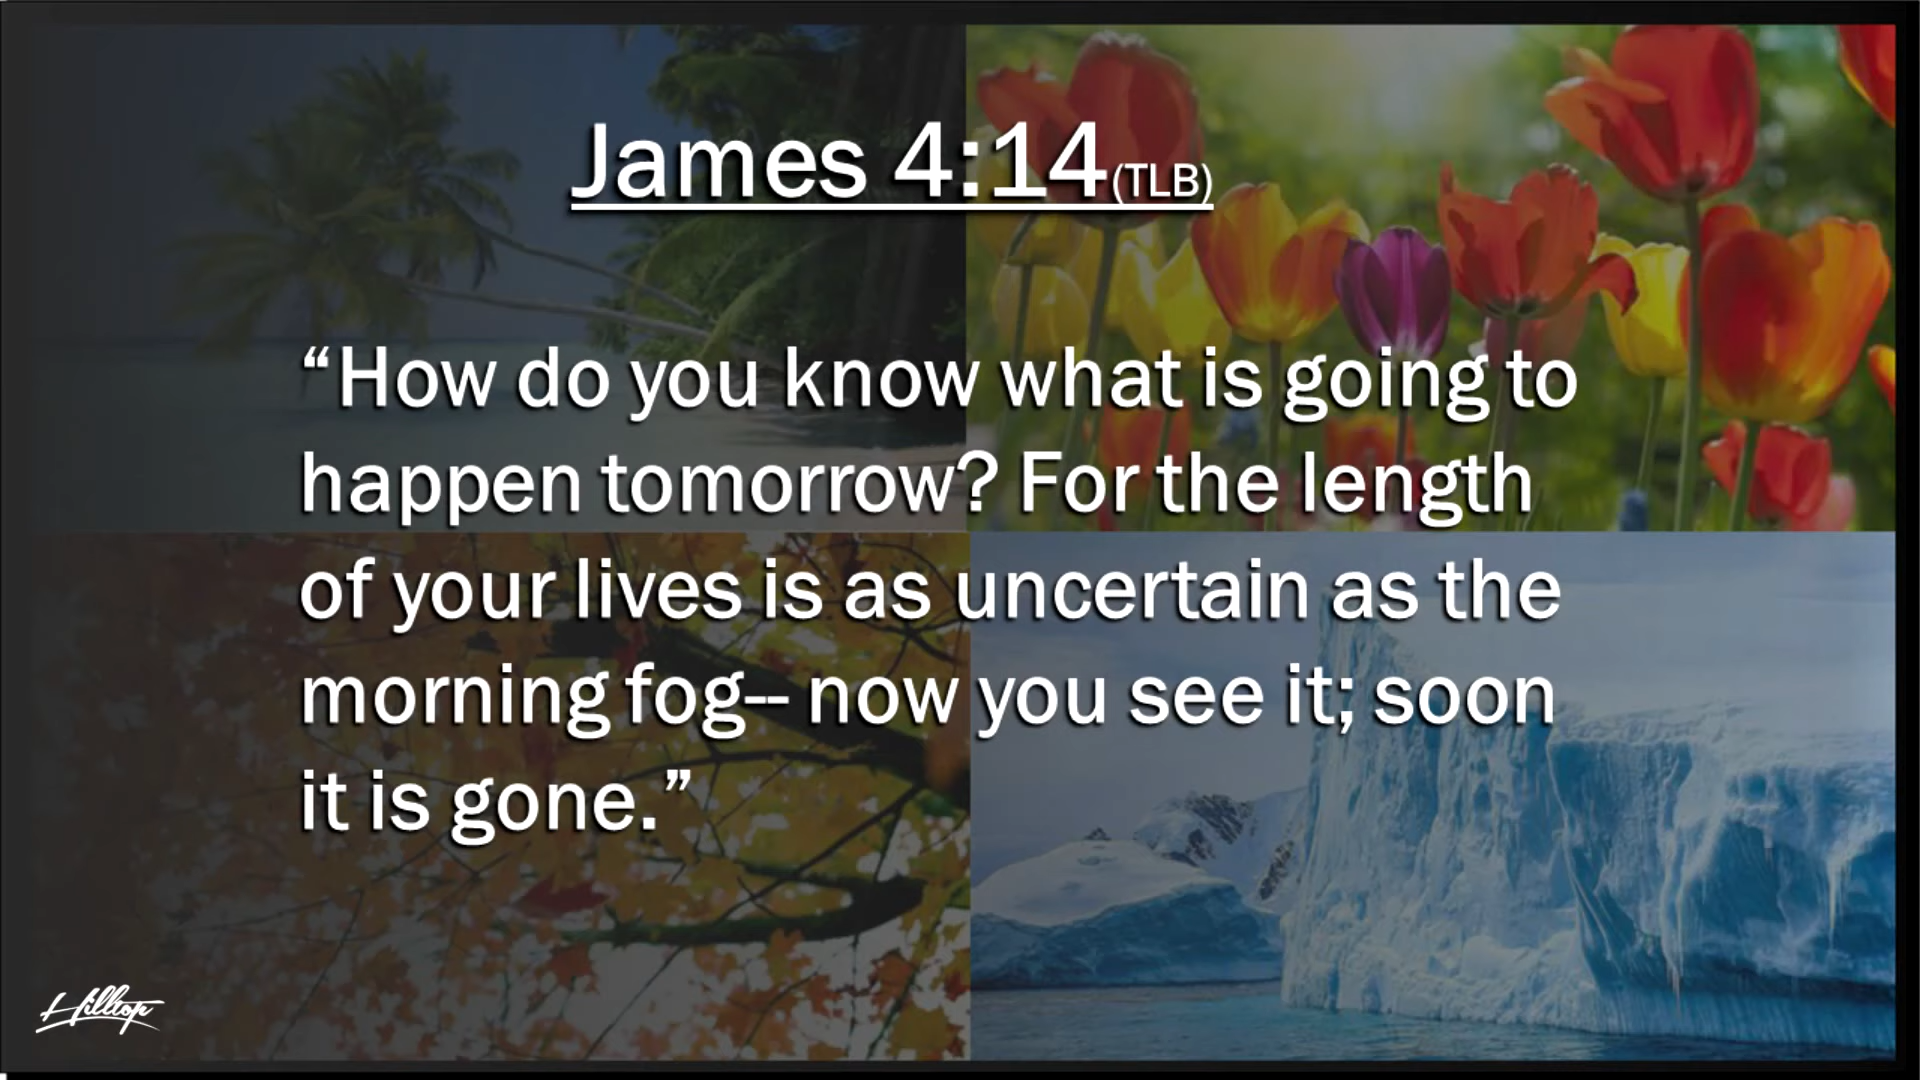 James 4:14(TLB)
“How do you know what is going to
happen tomorrow? For the length
of your lives is as uncertain as the
morning fog-- now you see it; soon
it is gone.”
Hilltop